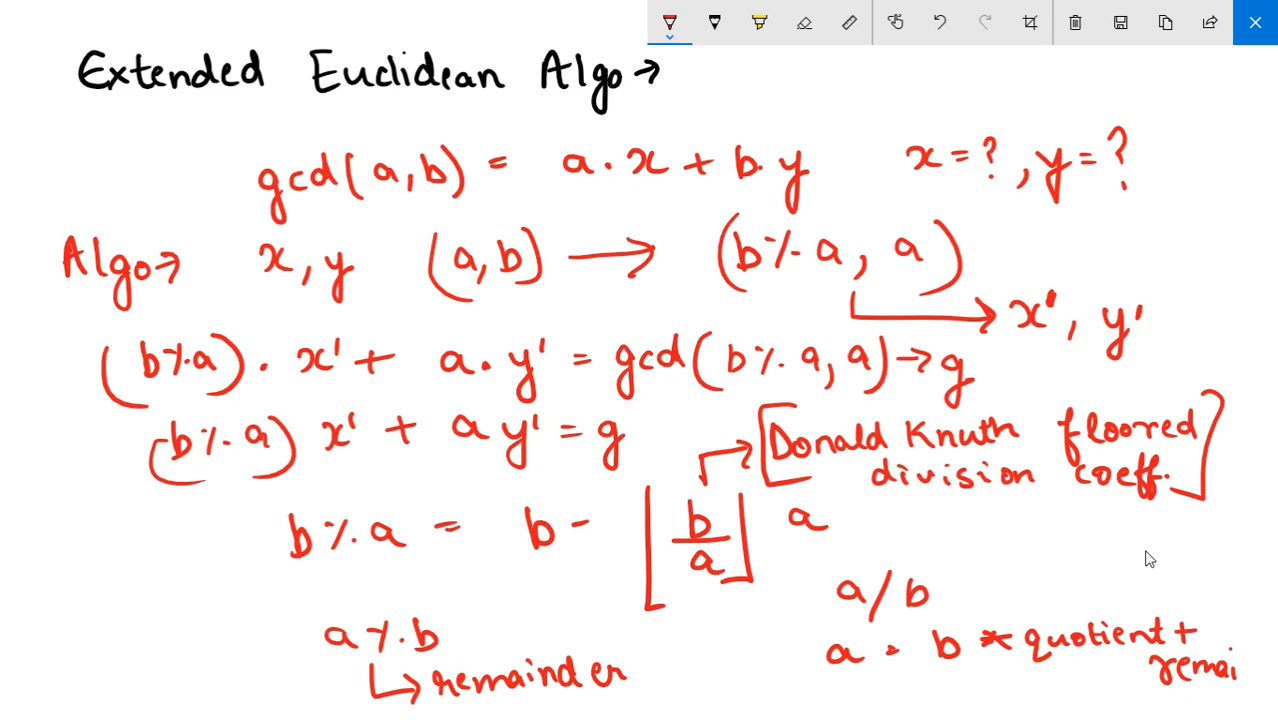 Extended Euclidean Algo →
gcd(a,b) = a.x + b.y x = ?, y = ?
Algo → x, y (a,b) → (b % a, a)
→ x', y'
(b % a) . x' + a . y' = gcd(b % a, a) → g
(b % a) x' + a y' = g
[Donald Knuth floored
division coeff.]
b % a = b - ⌊b/a⌋ a
a / b
a % b
a = b * quotient +
↳ remainder
remai